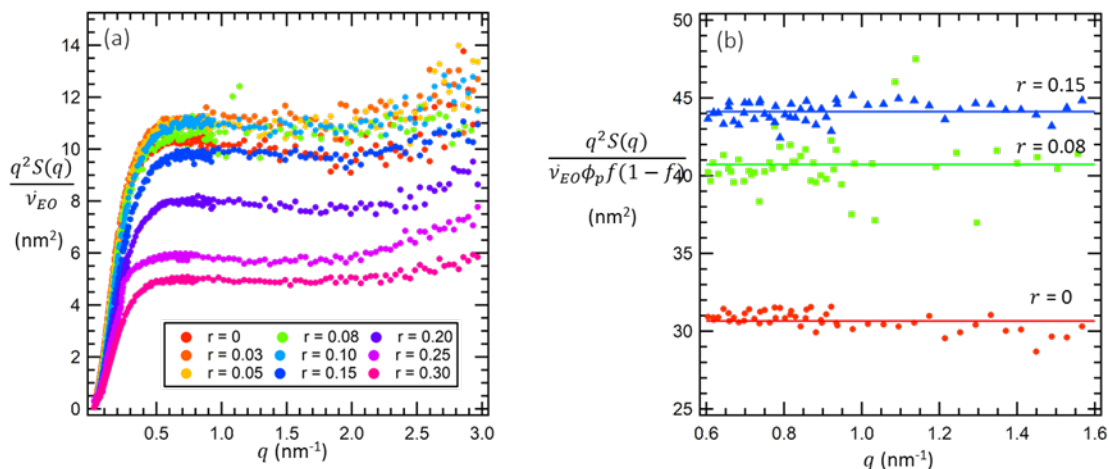 (a)
14
12
10
8
6
4
2
0
q²S(q)
v̇_EO
(nm²)
0.5 1.0 1.5 2.0 2.5 3.0
q (nm⁻¹)
r = 0 r = 0.08 r = 0.20
r = 0.03 r = 0.10 r = 0.25
r = 0.05 r = 0.15 r = 0.30
(b)
50
45
40
35
30
25
q²S(q)
v̇_EOϕ_p f(1 − f)
(nm²)
r = 0.15
r = 0.08
r = 0
0.6 0.8 1.0 1.2 1.4 1.6
q (nm⁻¹)